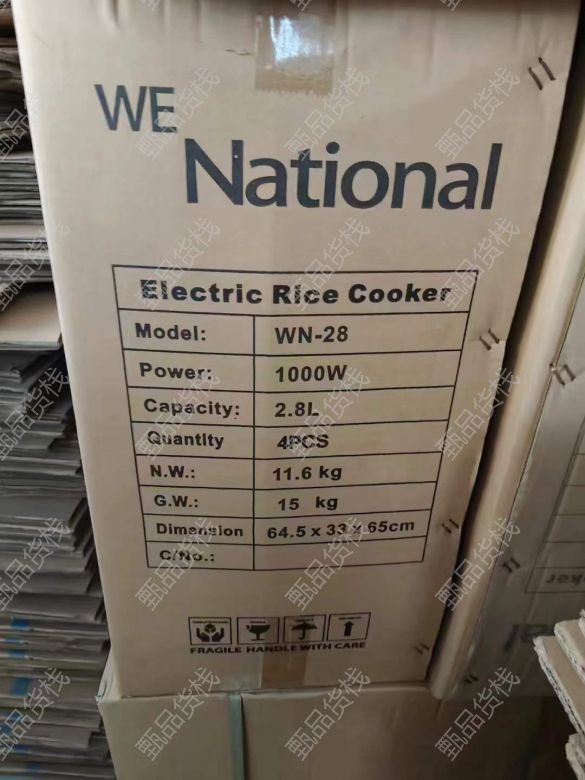 WE
National
Electric Rice Cooker
Model: WN-28
Power: 1000W
Capacity: 2.8L
Quantity 4PCS
N.W.: 11.6 kg
G.W.: 15 kg
Dimension 64.5 x 33 x 65cm
C/No.:
FRAGILE HANDLE WITH CARE
甄品货栈